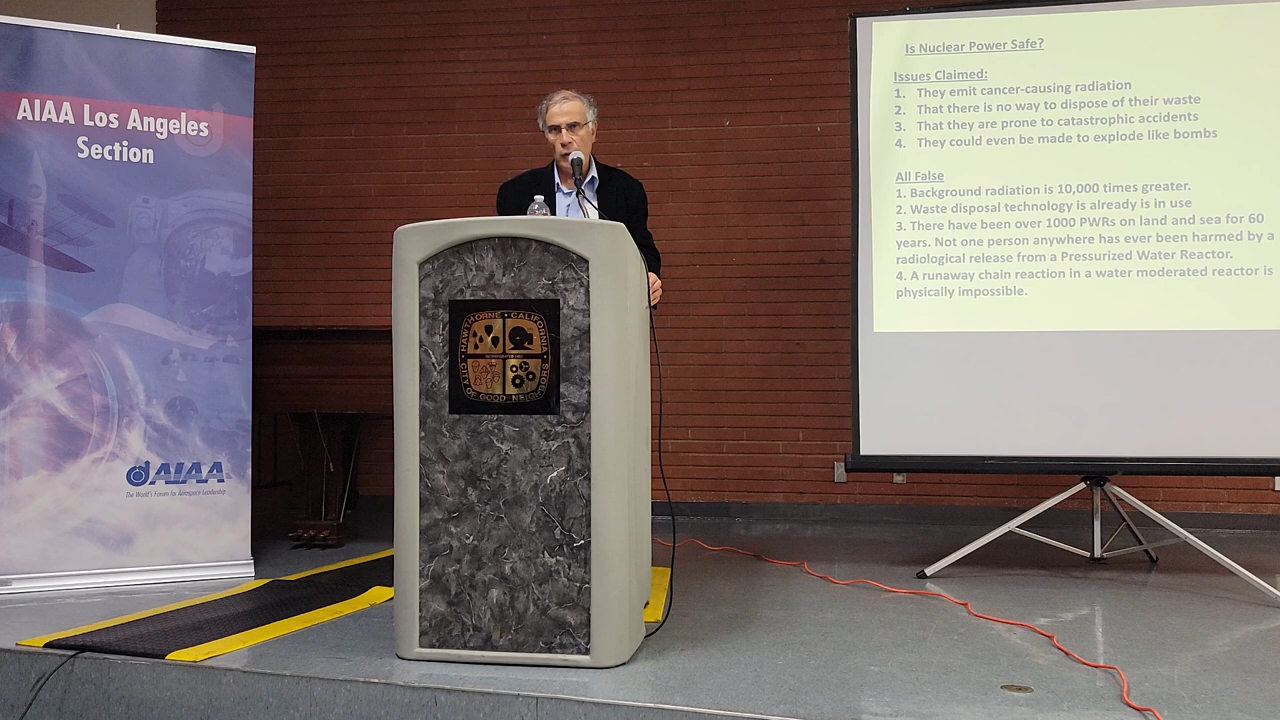 AIAA Los Angeles
Section
AIAA
The World's Forum for Aerospace Leadership
HAWTHORNE • CALIFORNIA
INCORPORATED 1922
CITY OF GOOD NEIGHBORS
Is Nuclear Power Safe?
Issues Claimed:
1. They emit cancer-causing radiation
2. That there is no way to dispose of their waste
3. That they are prone to catastrophic accidents
4. They could even be made to explode like bombs
All False
1. Background radiation is 10,000 times greater.
2. Waste disposal technology is already is in use
3. There have been over 1000 PWRs on land and sea for 60
years. Not one person anywhere has ever been harmed by a
radiological release from a Pressurized Water Reactor.
4. A runaway chain reaction in a water moderated reactor is
physically impossible.